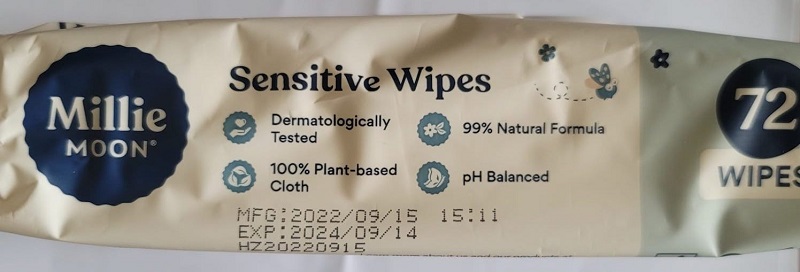 Millie
MOON®
Sensitive Wipes
Dermatologically
Tested
99% Natural Formula
100% Plant-based
Cloth
pH Balanced
72
WIPES
MFG:2022/09/15 15:11
EXP:2024/09/14
HZ20220915